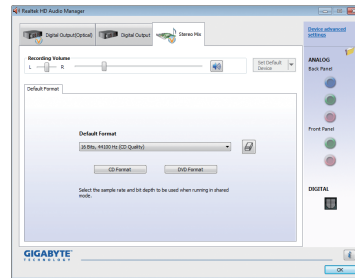 Realtek HD Audio Manager
Digital Output(Optical)
Digital Output
Stereo Mix
Device advanced
settings
Recording Volume
L
R
Set Default
Device
ANALOG
Back Panel
Default Format
Default Format
16 Bits, 44100 Hz (CD Quality)
CD Format
DVD Format
Select the sample rate and bit depth to be used when running in shared
mode.
Front Panel
DIGITAL
GIGABYTE
TECHNOLOGY
OK